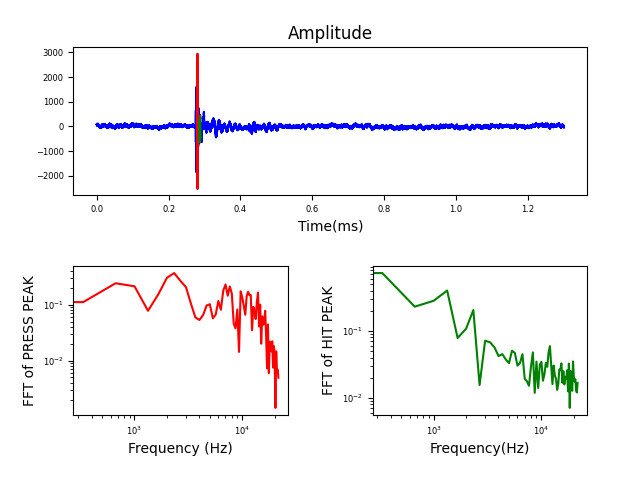 Amplitude
3000
2000
1000
0
−1000
−2000
0.0 0.2 0.4 0.6 0.8 1.0 1.2
Time(ms)
FFT of PRESS PEAK
10⁻¹
10⁻²
10³ 10⁴
Frequency (Hz)
FFT of HIT PEAK
10⁻¹
10⁻²
10³ 10⁴
Frequency(Hz)